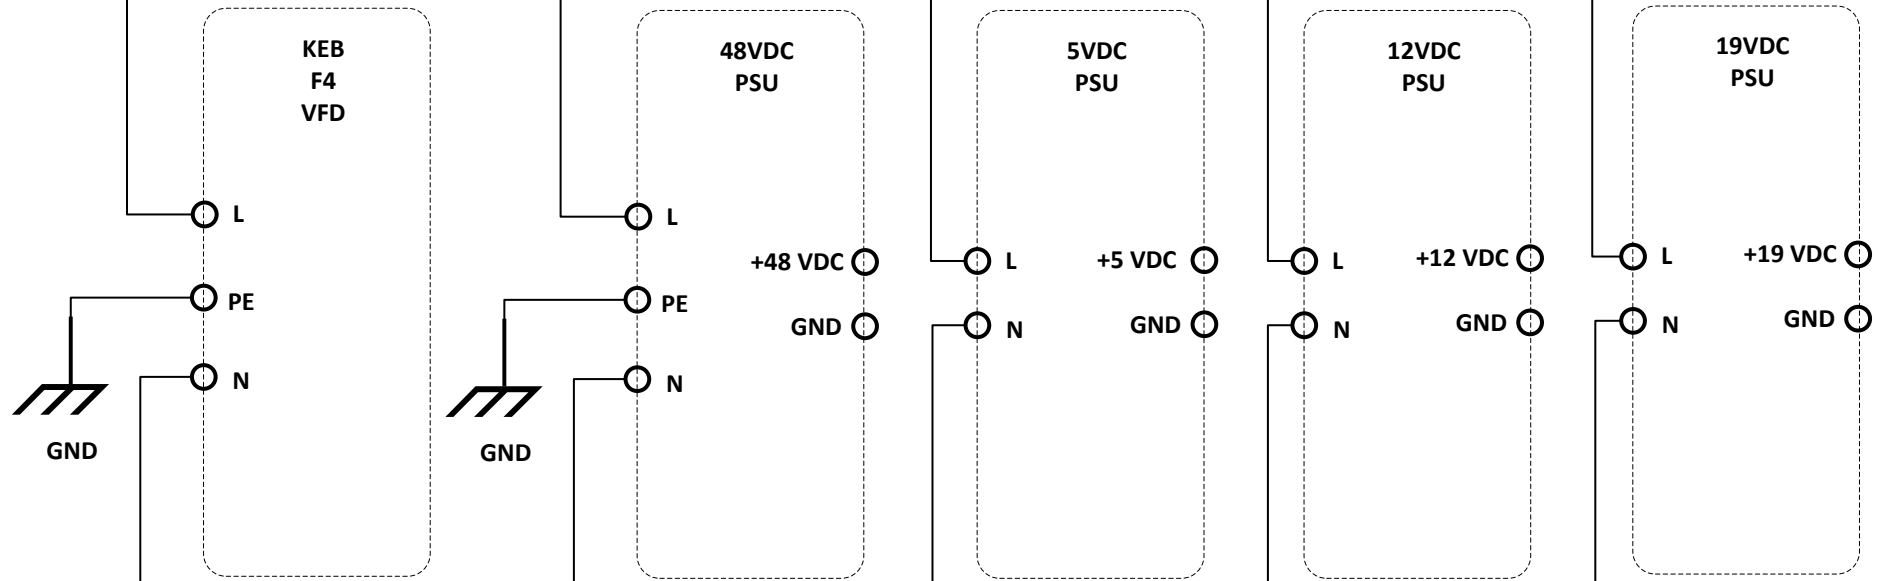 KEB
F4
VFD
L
PE
N
GND
48VDC
PSU
L
+48 VDC
PE
GND
N
GND
5VDC
PSU
L
+5 VDC
N
GND
12VDC
PSU
L
+12 VDC
N
GND
19VDC
PSU
L
+19 VDC
N
GND